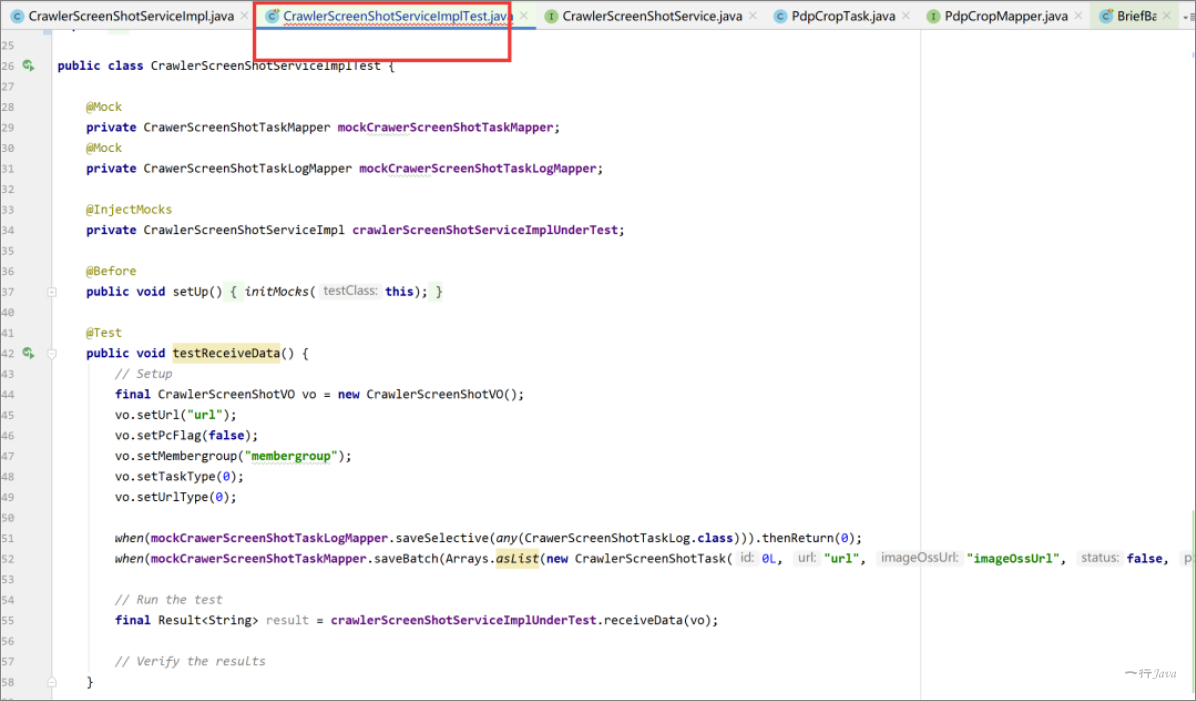 CrawlerScreenShotServiceImpl.java CrawlerScreenShotServiceImplTest.java CrawlerScreenShotService.java PdpCropTask.java PdpCropMapper.java BriefBa
25
26 public class CrawlerScreenShotServiceImplTest {
27
28 @Mock
29 private CrawerScreenShotTaskMapper mockCrawerScreenShotTaskMapper;
30 @Mock
31 private CrawerScreenShotTaskLogMapper mockCrawerScreenShotTaskLogMapper;
32
33 @InjectMocks
34 private CrawlerScreenShotServiceImpl crawlerScreenShotServiceImplUnderTest;
35
36 @Before
37 public void setUp() { initMocks( testClass: this); }
40
41 @Test
42 public void testReceiveData() {
43 // Setup
44 final CrawlerScreenShotVO vo = new CrawlerScreenShotVO();
45 vo.setUrl("url");
46 vo.setPcFlag(false);
47 vo.setMembergroup("membergroup");
48 vo.setTaskType(0);
49 vo.setUrlType(0);
50
51 when(mockCrawerScreenShotTaskLogMapper.saveSelective(any(CrawerScreenShotTaskLog.class))).thenReturn(0);
52 when(mockCrawerScreenShotTaskMapper.saveBatch(Arrays.asList(new CrawlerScreenShotTask( id: 0L, url: "url", imageOssUrl: "imageOssUrl", status: false, p
53
54 // Run the test
55 final Result<String> result = crawlerScreenShotServiceImplUnderTest.receiveData(vo);
56
57 // Verify the results
58 }
一行Java